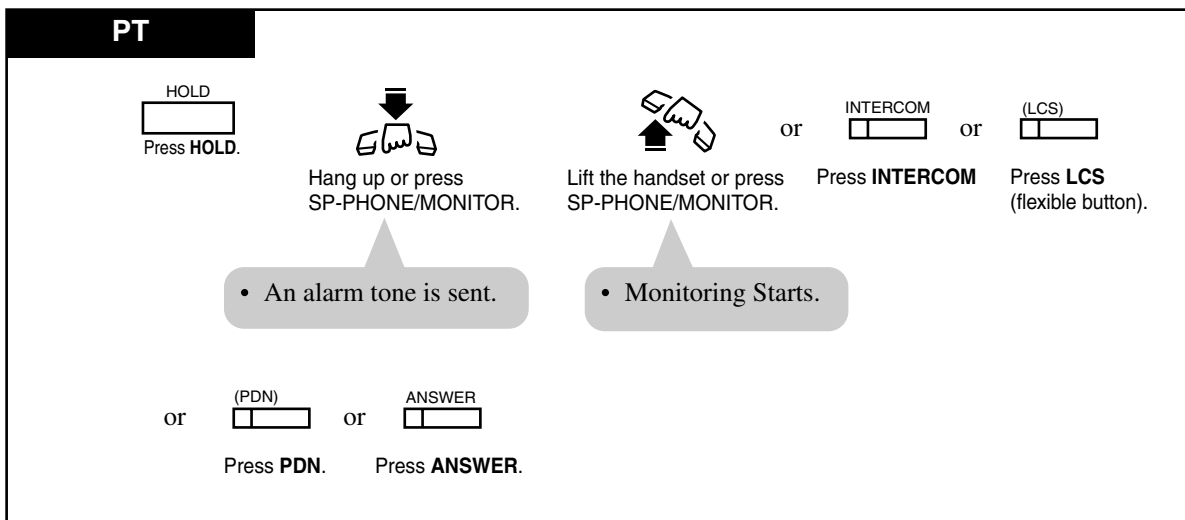 PT
HOLD
Press HOLD.
Hang up or press
SP-PHONE/MONITOR.
• An alarm tone is sent.
Lift the handset or press
SP-PHONE/MONITOR.
• Monitoring Starts.
or
INTERCOM
Press INTERCOM
or
(LCS)
Press LCS
(flexible button).
or
(PDN)
Press PDN.
or
ANSWER
Press ANSWER.